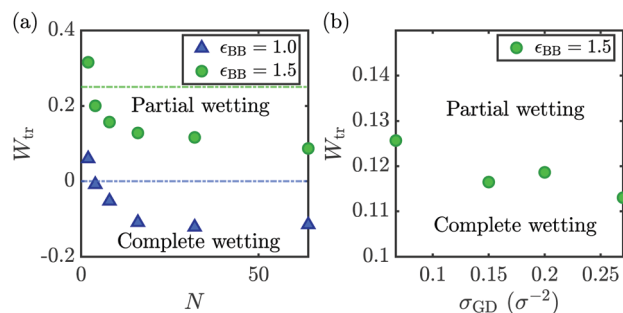 (a)
0.4
0.2
0
-0.2
W_tr
ϵ_BB = 1.0
ϵ_BB = 1.5
Partial wetting
Complete wetting
0
50
N
(b)
0.15
0.14
0.13
0.12
0.11
0.1
W_tr
ϵ_BB = 1.5
Partial wetting
Complete wetting
0.1
0.15
0.2
0.25
σ_GD (σ⁻²)